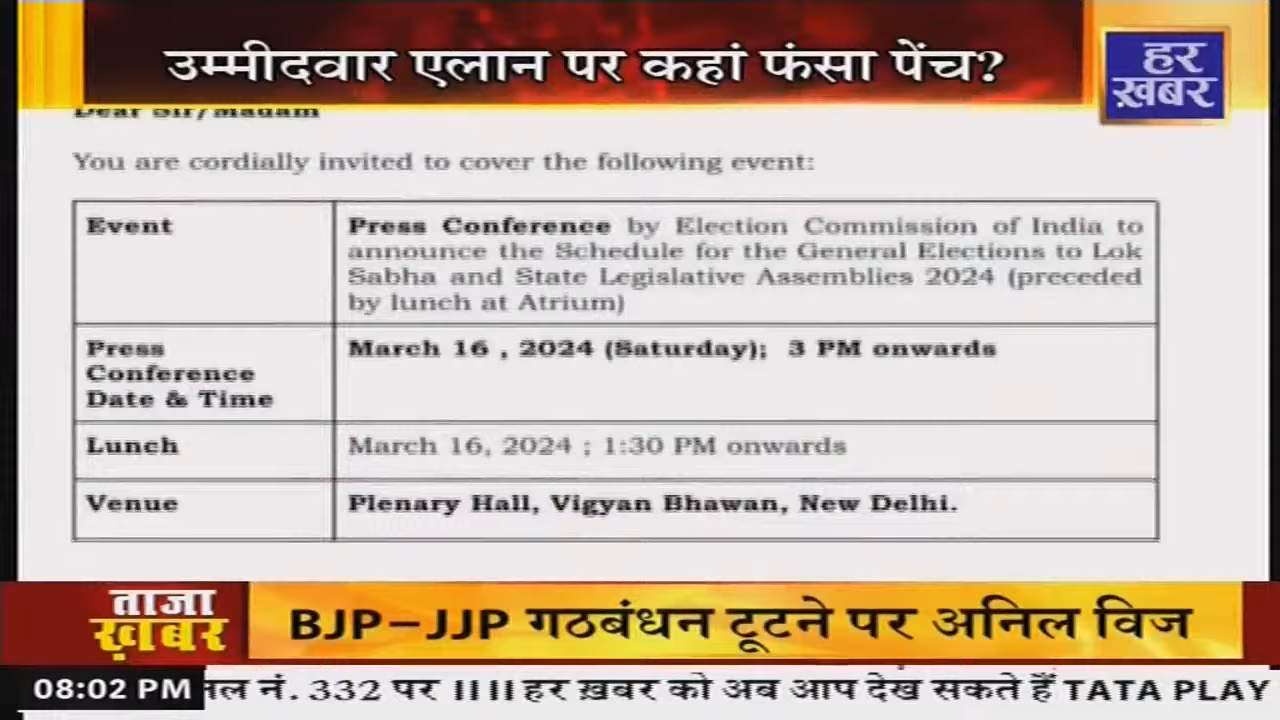 उम्मीदवार एलान पर कहां फंसा पेंच?
हर
ख़बर
Dear Sir/Madam
You are cordially invited to cover the following event:
Event
Press Conference by Election Commission of India to
announce the Schedule for the General Elections to Lok
Sabha and State Legislative Assemblies 2024 (preceded
by lunch at Atrium)
Press
Conference
Date & Time
March 16 , 2024 (Saturday); 3 PM onwards
Lunch
March 16, 2024 ; 1:30 PM onwards
Venue
Plenary Hall, Vigyan Bhawan, New Delhi.
ताजा
ख़बर
BJP–JJP गठबंधन टूटने पर अनिल विज
08:02 PM
नं. 332 पर ।।।। हर ख़बर को अब आप देख सकते हैं TATA PLAY